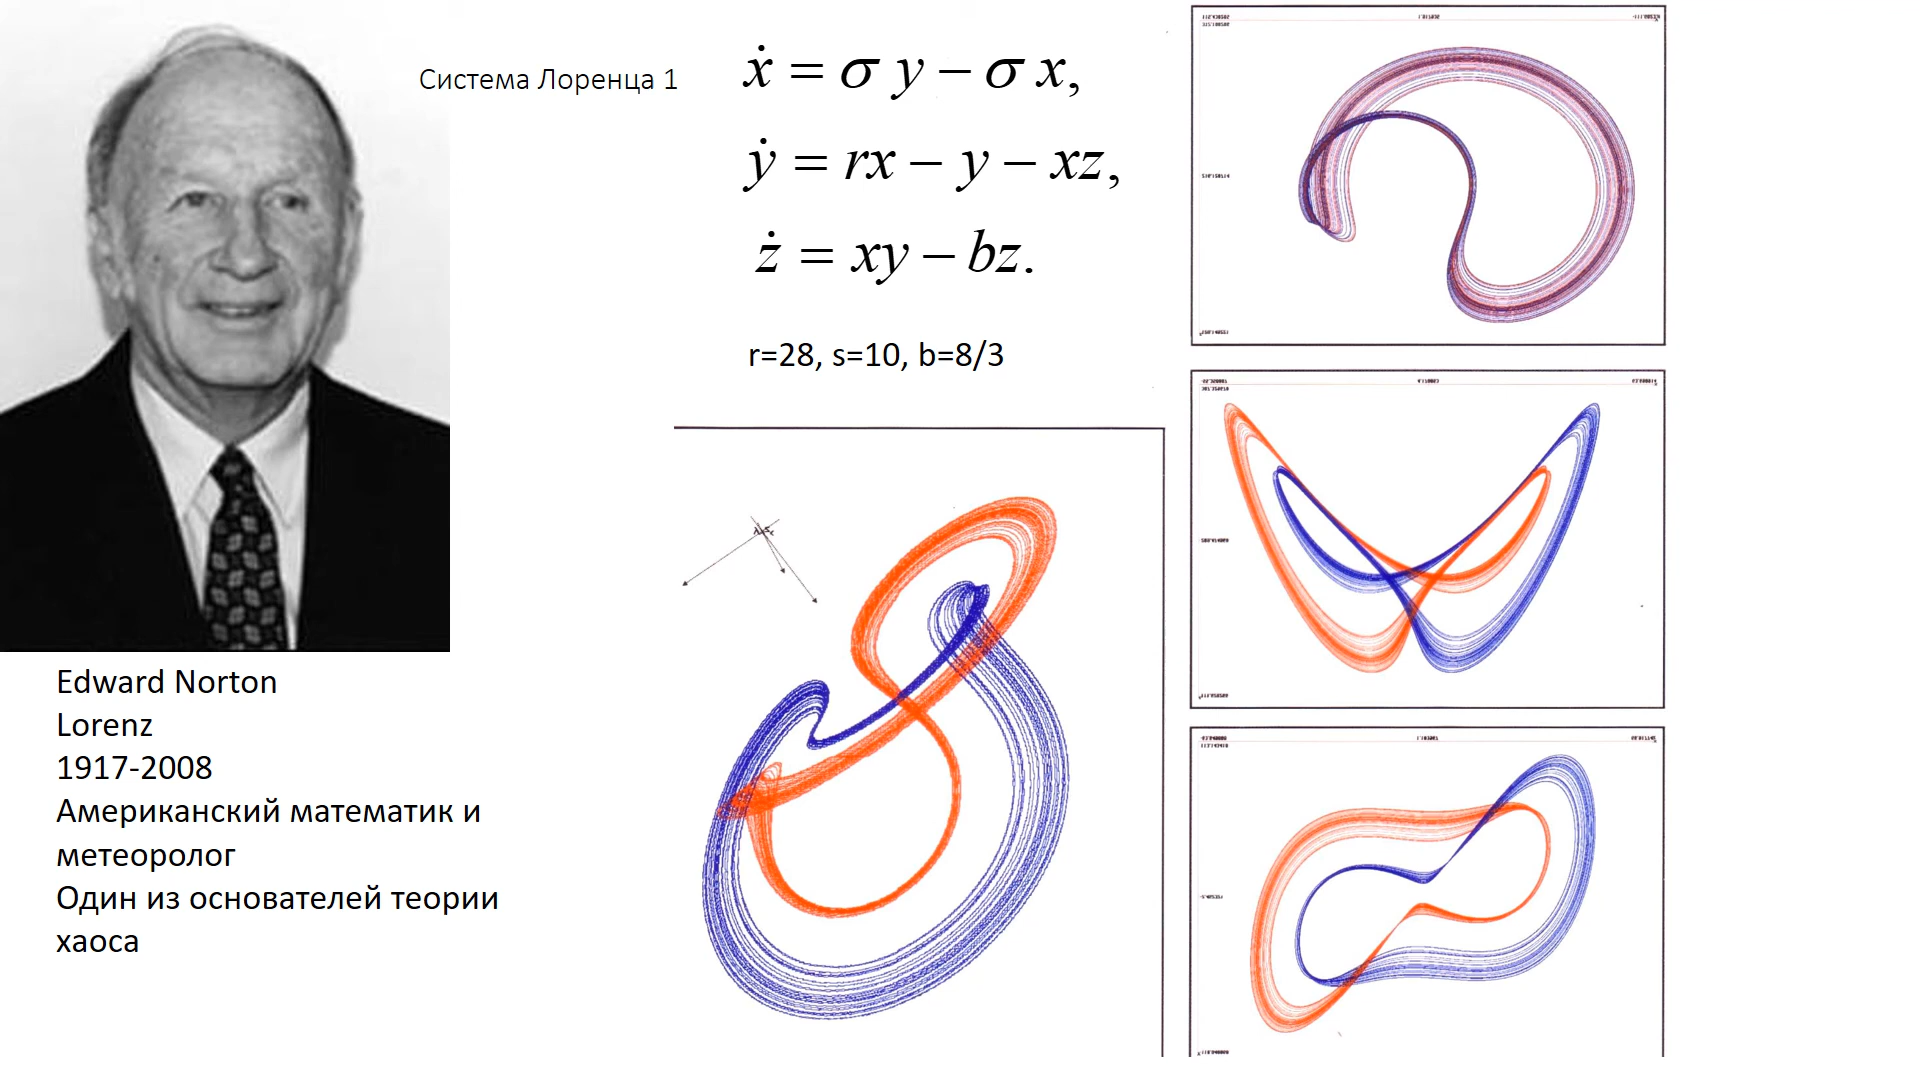 Система Лоренца 1
ẋ = σ y − σ x,
ẏ = rx − y − xz,
ż = xy − bz.
r=28, s=10, b=8/3
Edward Norton
Lorenz
1917-2008
Американский математик и
метеоролог
Один из основателей теории
хаоса